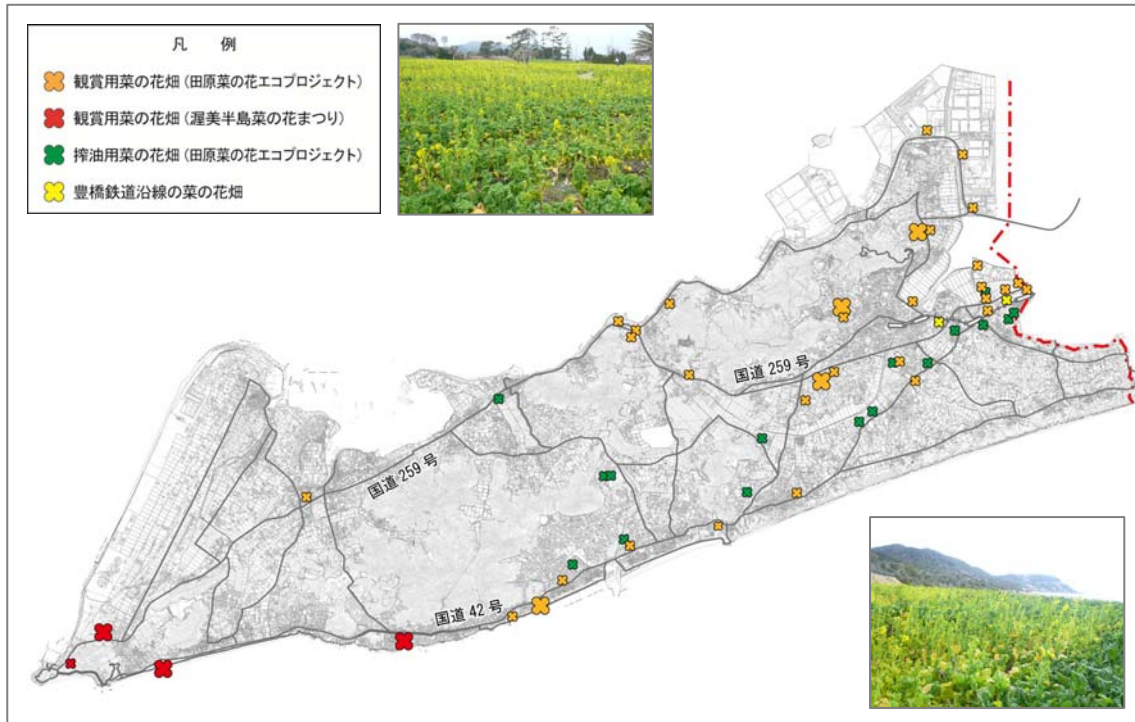 凡 例
観賞用菜の花畑(田原菜の花エコプロジェクト)
観賞用菜の花畑(渥美半島菜の花まつり)
搾油用菜の花畑(田原菜の花エコプロジェクト)
豊橋鉄道沿線の菜の花畑
国道 259 号
国道 259 号
国道 42 号